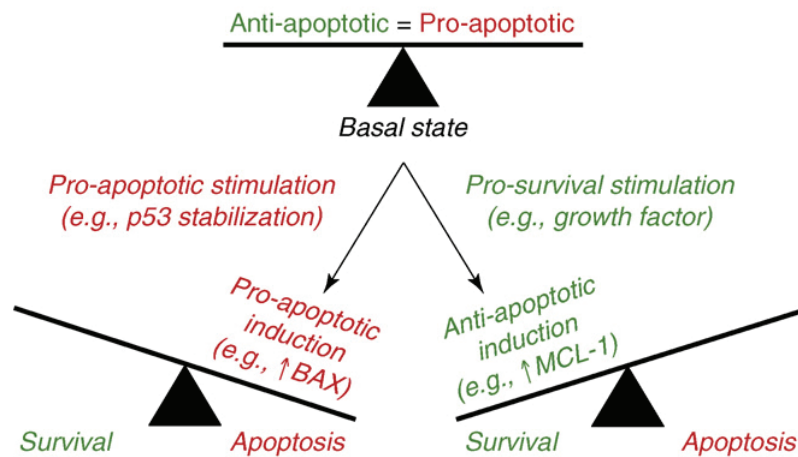 Anti-apoptotic = Pro-apoptotic
Basal state
Pro-apoptotic stimulation
(e.g., p53 stabilization)
Pro-survival stimulation
(e.g., growth factor)
Pro-apoptotic
induction
(e.g., ↑BAX)
Anti-apoptotic
induction
(e.g., ↑MCL-1)
Survival
Apoptosis
Survival
Apoptosis